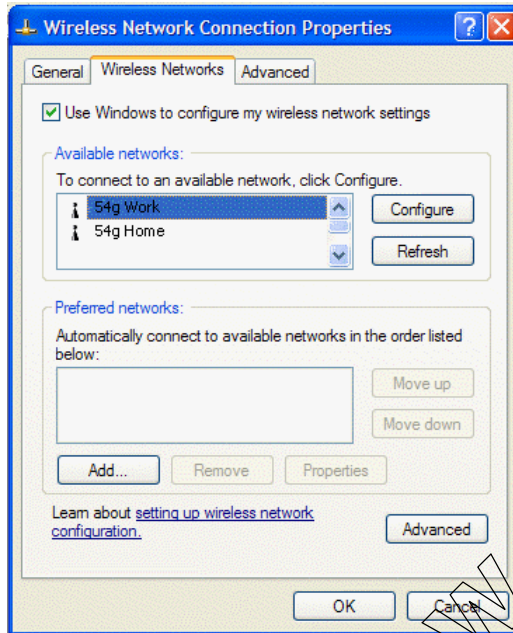 Wireless Network Connection Properties
General Wireless Networks Advanced
Use Windows to configure my wireless network settings
Available networks:
To connect to an available network, click Configure.
54g Work
54g Home
Configure
Refresh
Preferred networks:
Automatically connect to available networks in the order listed
below:
Move up
Move down
Add... Remove Properties
Learn about setting up wireless network
configuration.
Advanced
OK Cancel